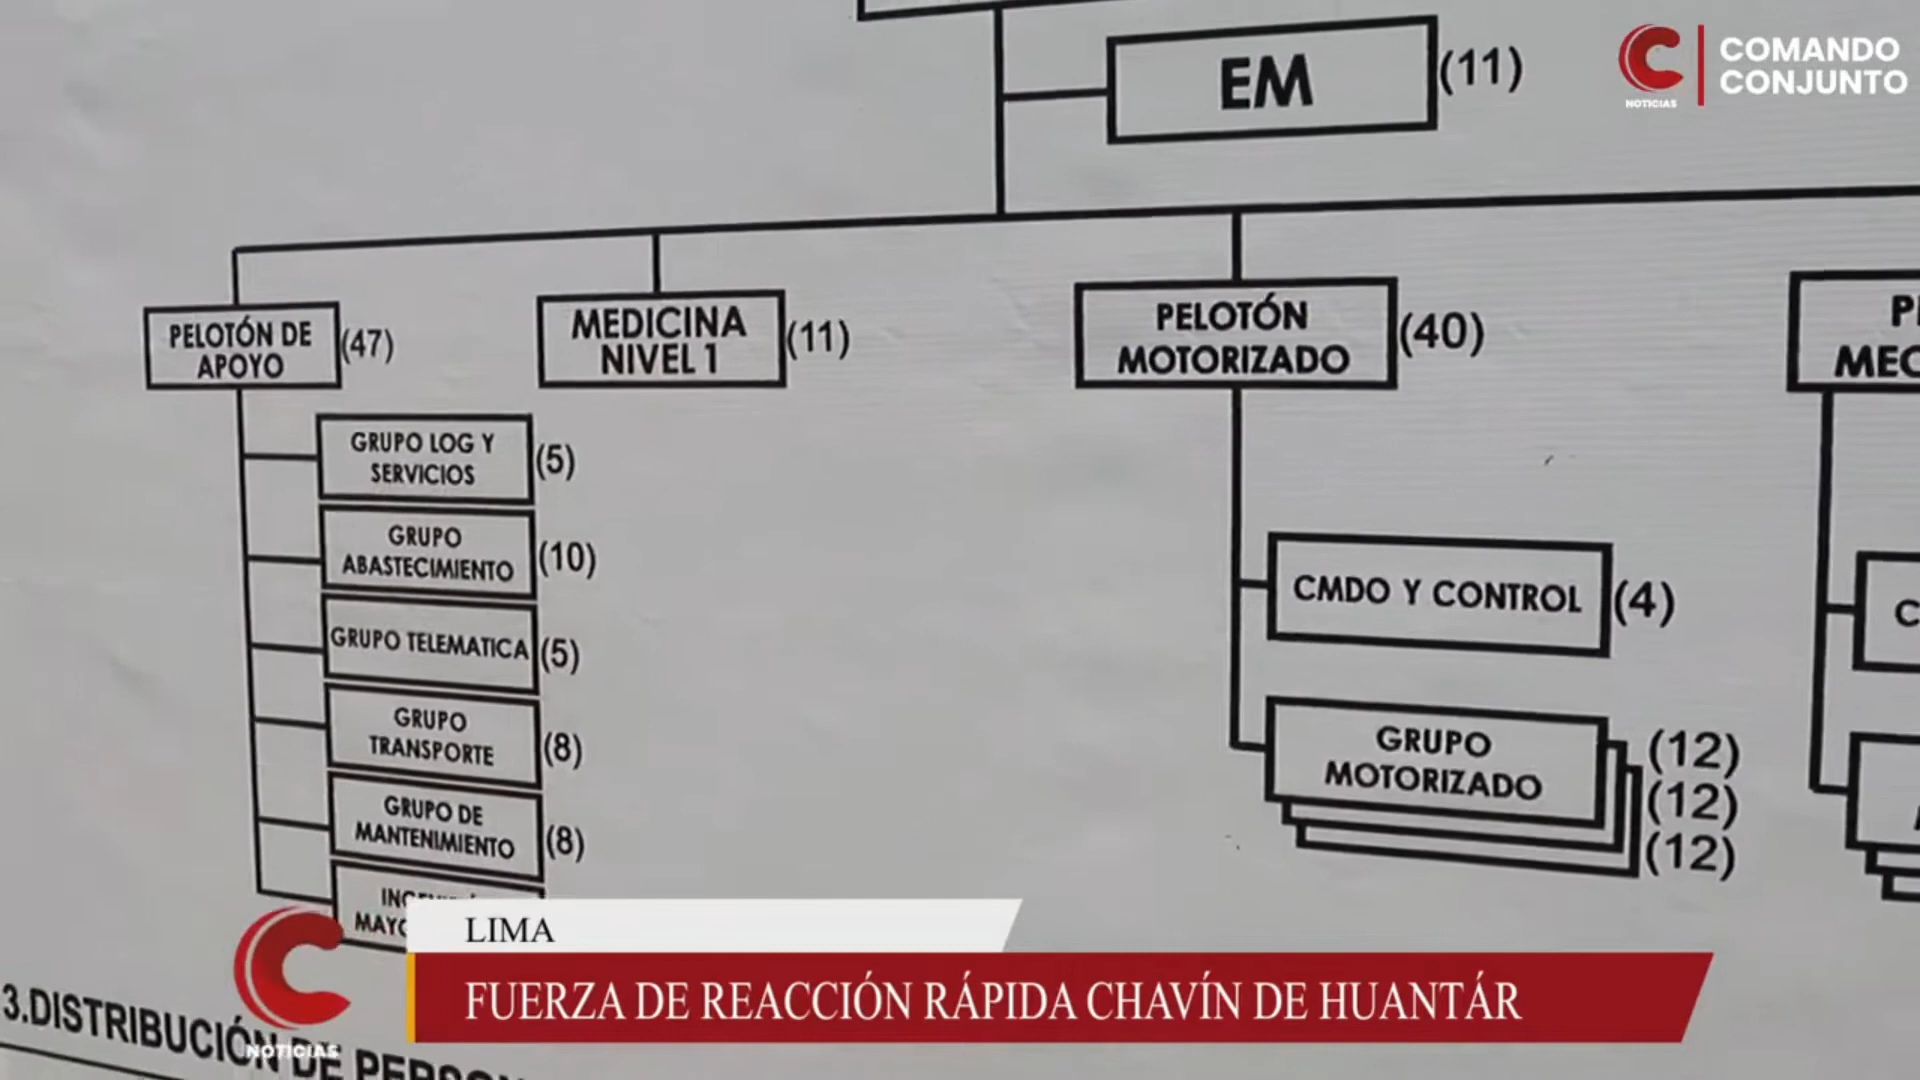 EM
(11)
COMANDO
CONJUNTO
NOTICIAS
PELOTÓN DE
APOYO
(47)
MEDICINA
NIVEL 1
(11)
PELOTÓN
MOTORIZADO
(40)
GRUPO LOG Y
SERVICIOS
(5)
GRUPO
ABASTECIMIENTO
(10)
GRUPO TELEMATICA
(5)
GRUPO
TRANSPORTE
(8)
GRUPO DE
MANTENIMIENTO
(8)
CMDO Y CONTROL
(4)
GRUPO
MOTORIZADO
(12)
(12)
(12)
LIMA
FUERZA DE REACCIÓN RÁPIDA CHAVÍN DE HUANTÁR
NOTICIAS
3.DISTRIBUCIÓN DE